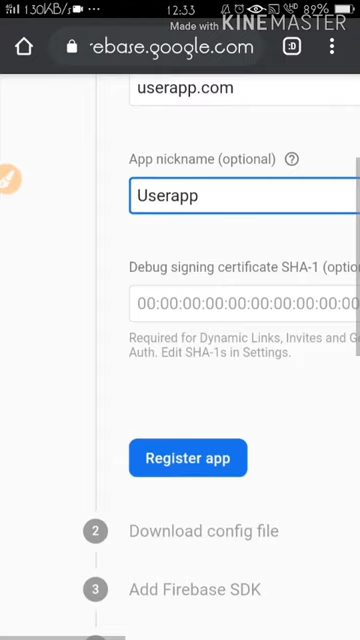 130KB/s 12:33 89%
Made with KINEMASTER
rebase.google.com :D
userapp.com
App nickname (optional) ?
Userapp
Debug signing certificate SHA-1 (optio
00:00:00:00:00:00:00:00:00:00
Required for Dynamic Links, Invites and G
Auth. Edit SHA-1s in Settings.
Register app
2 Download config file
3 Add Firebase SDK